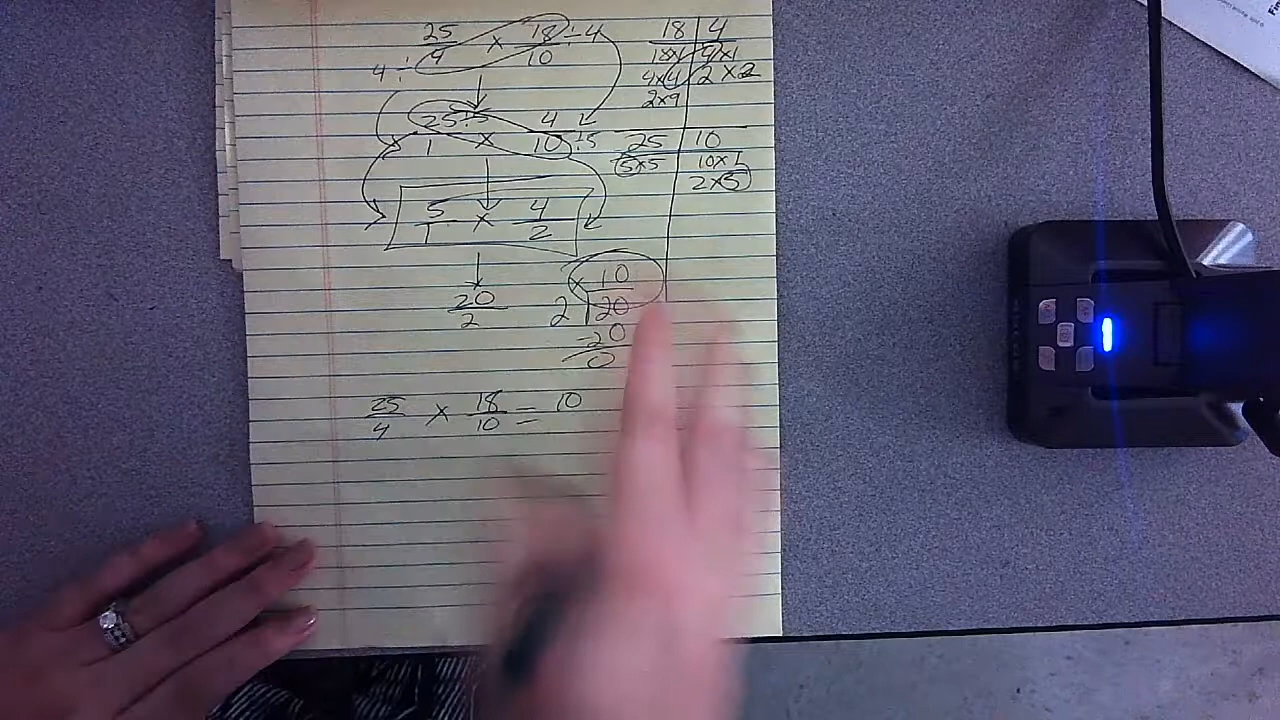 25/4 × 18/10 ÷4
4÷
18 | 4
18×1 | 4×1
4×4 | 2×2
2×9
25÷5/1 × 4/10 ÷5
25 | 10
5×5 | 10×1
2×5
5/1 × 4/2
20/2
× 10
2 20
-20
0
25/4 × 18/10 = 10